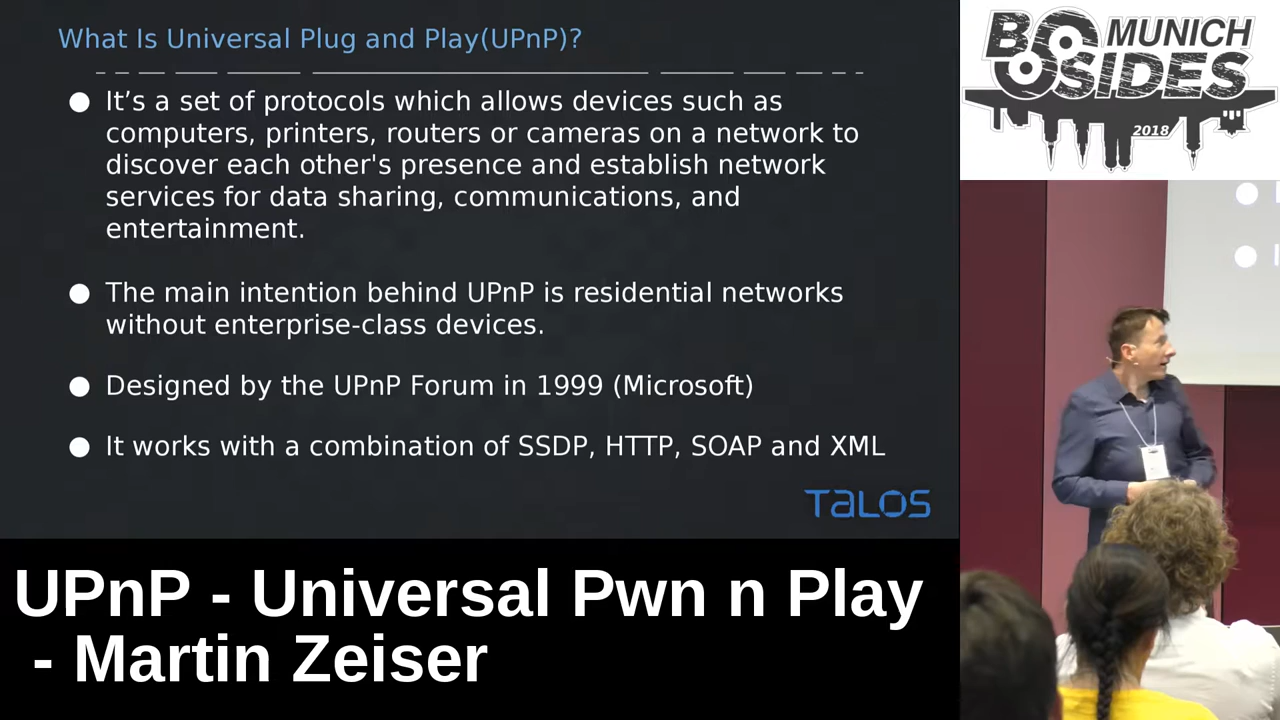 What Is Universal Plug and Play(UPnP)?
● It’s a set of protocols which allows devices such as
computers, printers, routers or cameras on a network to
discover each other's presence and establish network
services for data sharing, communications, and
entertainment.
● The main intention behind UPnP is residential networks
without enterprise-class devices.
● Designed by the UPnP Forum in 1999 (Microsoft)
● It works with a combination of SSDP, HTTP, SOAP and XML
TALOS
BSIDES MUNICH
2018
UPnP - Universal Pwn n Play
- Martin Zeiser